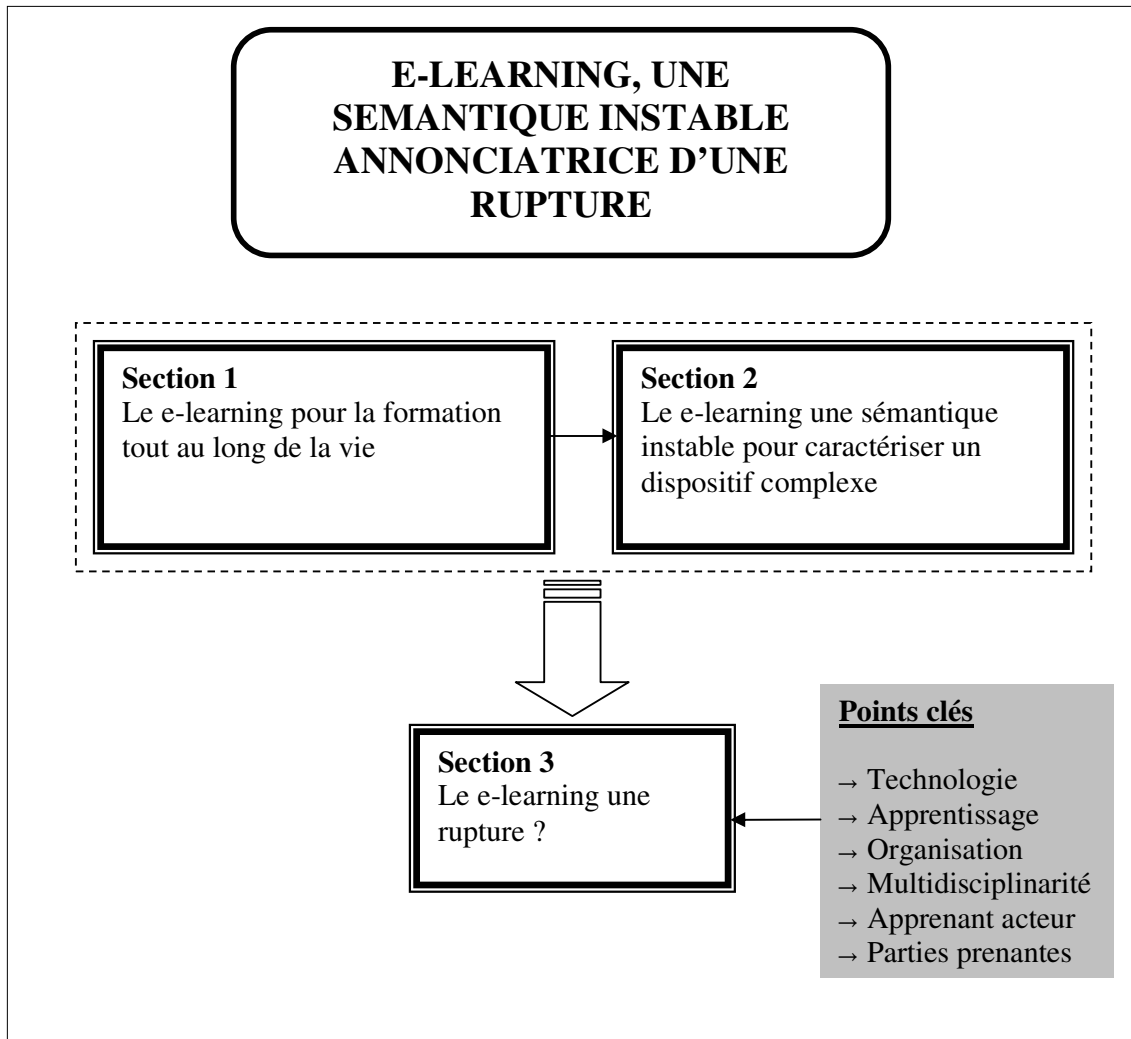 E-LEARNING, UNE
SEMANTIQUE INSTABLE
ANNONCIATRICE D’UNE
RUPTURE
Section 1
Le e-learning pour la formation
tout au long de la vie
Section 2
Le e-learning une sémantique
instable pour caractériser un
dispositif complexe
Section 3
Le e-learning une
rupture ?
Points clés
→ Technologie
→ Apprentissage
→ Organisation
→ Multidisciplinarité
→ Apprenant acteur
→ Parties prenantes